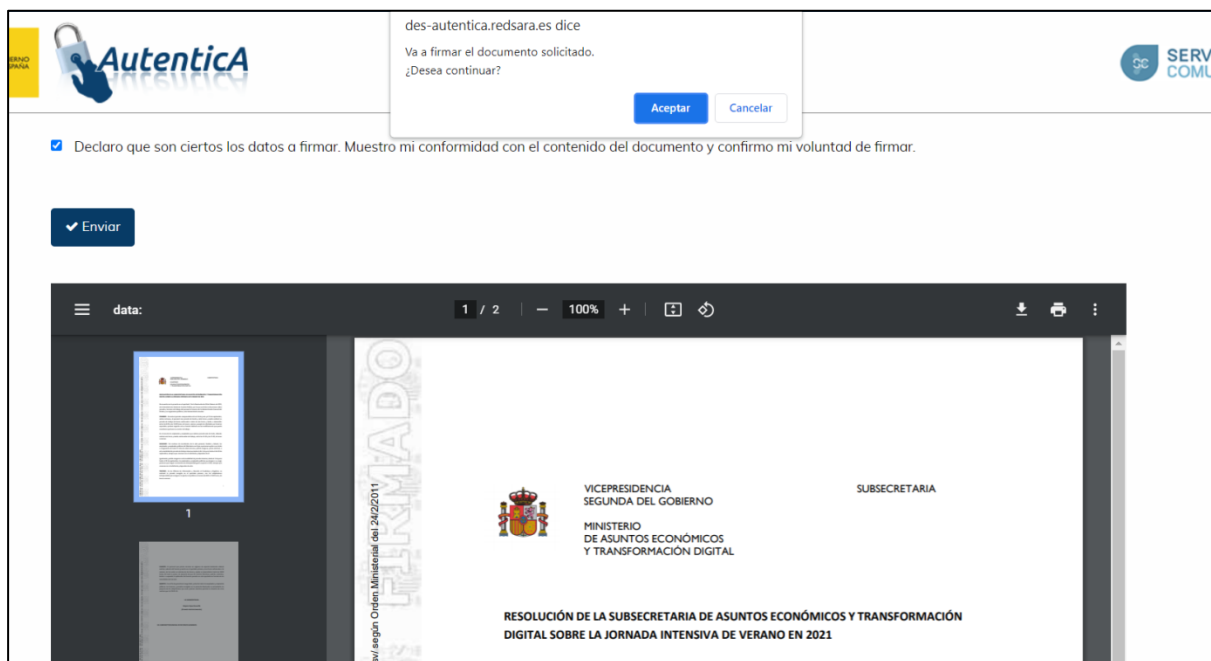 des-autentica.redsara.es dice
Va a firmar el documento solicitado.
¿Desea continuar?
Aceptar
Cancelar
AutenticA
Declaro que son ciertos los datos a firmar. Muestro mi conformidad con el contenido del documento y confirmo mi voluntad de firmar.
Enviar
data:
1 / 2
100%
1
FIRMADO
según Orden Ministerial del 24/2/2011
VICEPRESIDENCIA
SEGUNDA DEL GOBIERNO
SUBSECRETARIA
MINISTERIO
DE ASUNTOS ECONÓMICOS
Y TRANSFORMACIÓN DIGITAL
RESOLUCIÓN DE LA SUBSECRETARIA DE ASUNTOS ECONÓMICOS Y TRANSFORMACIÓN
DIGITAL SOBRE LA JORNADA INTENSIVA DE VERANO EN 2021